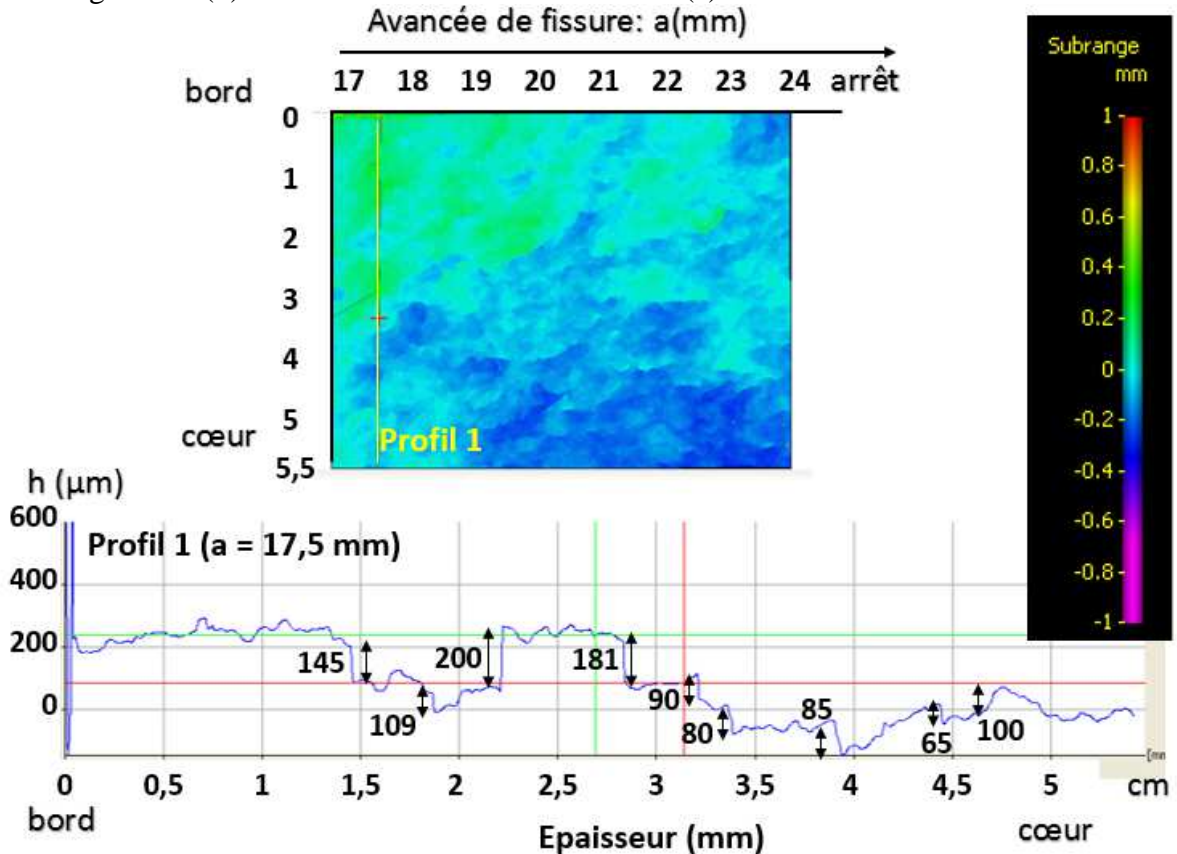 Avancée de fissure: a(mm)
17 18 19 20 21 22 23 24 arrêt
bord
0
1
2
3
4
5
5,5
cœur
Profil 1
Subrange
mm
1
0.8
0.6
0.4
0.2
0
-0.2
-0.4
-0.6
-0.8
-1
h (µm)
600
400
200
0
Profil 1 (a = 17,5 mm)
145
109
200
181
90
80
85
65
100
0 0,5 1 1,5 2 2,5 3 3,5 4 4,5 5 cm
bord
Epaisseur (mm)
cœur